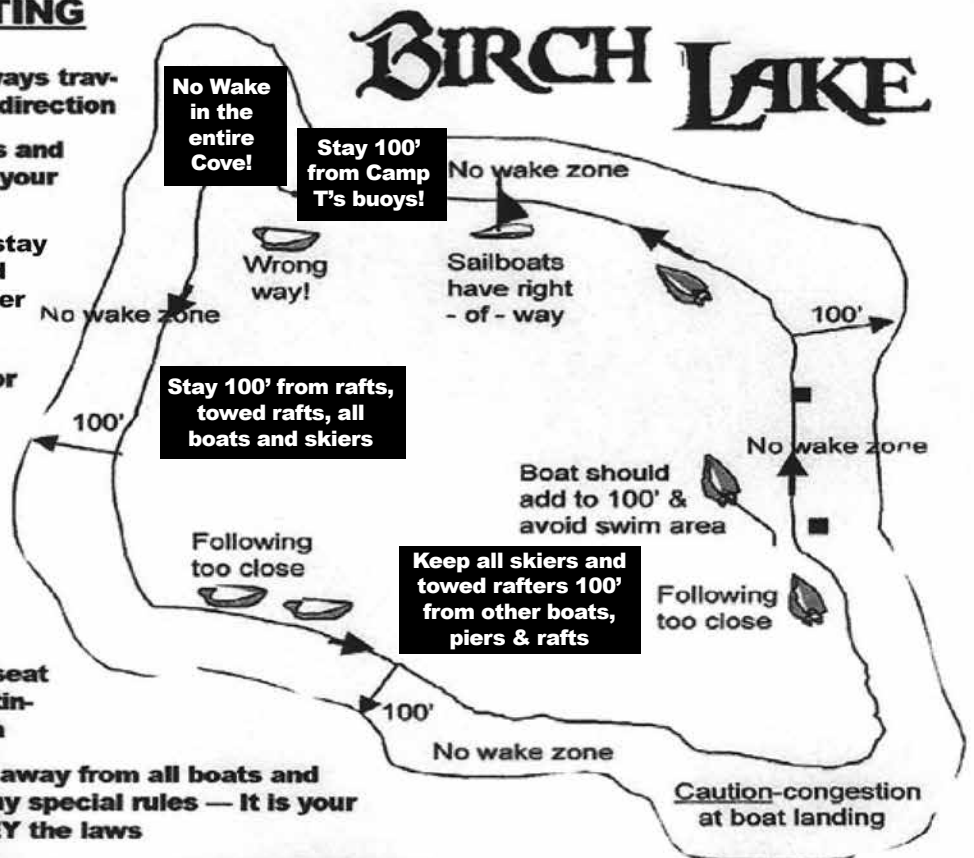 TING
BIRCH
LAKE
ways trav-
direction
s and
your
stay
d
er
or
seat
tin-
n
away from all boats and
ny special rules — It is your
EY the laws
No Wake
in the
entire
Cove!
Stay 100'
from Camp
T's buoys!
No wake zone
Wrong
way!
Sailboats
have right
- of - way
100'
No wake zone
Stay 100' from rafts,
towed rafts, all
boats and skiers
100'
No wake zone
Boat should
add to 100' &
avoid swim area
Following
too close
Keep all skiers and
towed rafters 100'
from other boats,
piers & rafts
Following
too close
100'
No wake zone
Caution-congestion
at boat landing